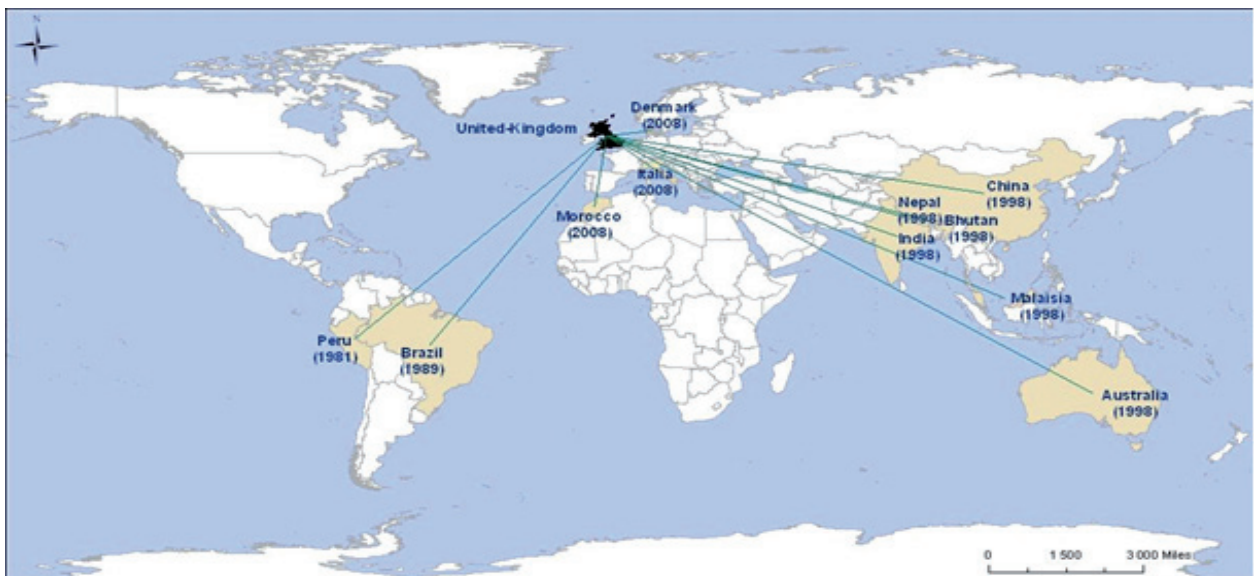 N
Denmark
(2008)
United-Kingdom
Italia
(2008)
China
(1998)
Nepal
(1998)
Bhutan
(1998)
Morocco
(2008)
India
(1998)
Malaisia
(1998)
Peru
(1981)
Brazil
(1989)
Australia
(1998)
0 1 500 3 000 Miles